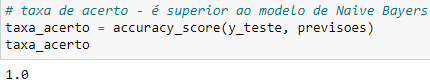 # taxa de acerto - é superior ao modelo de Naive Bayers
taxa_acerto = accuracy_score(y_teste, previsoes)
taxa_acerto
1.0